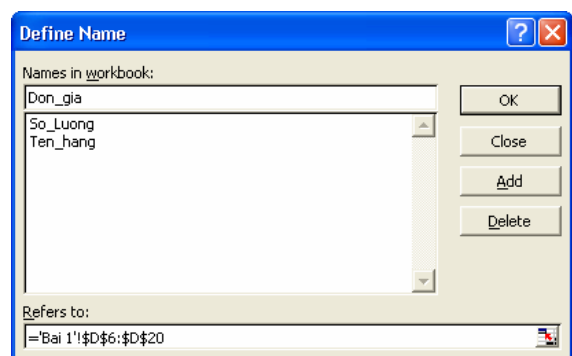 Define Name
Names in workbook:
Don_gia
So_Luong
Ten_hang
OK
Close
Add
Delete
Refers to:
='Bai 1'!$D$6:$D$20